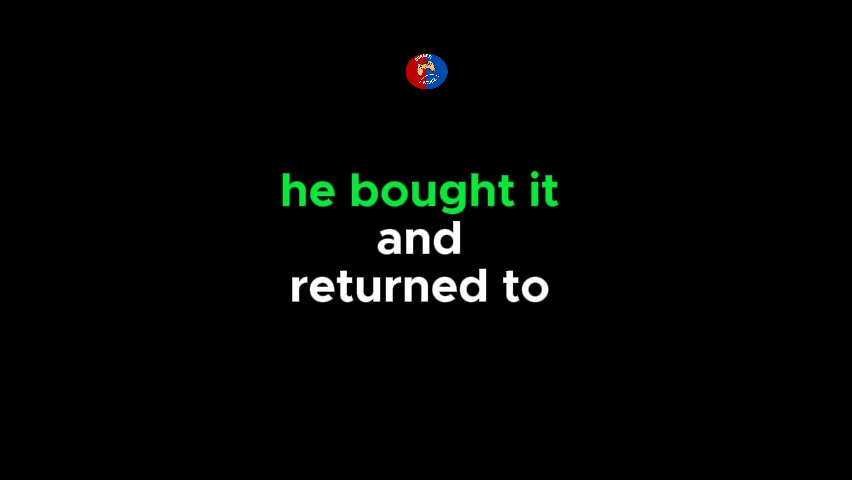 he bought it
and
returned to